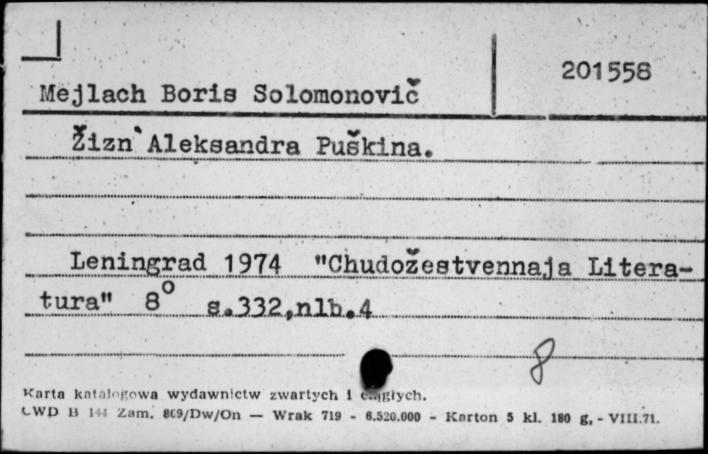 201558
Mejlach Boris Solomonovič
Žizn` Aleksandra Puškina.
Leningrad 1974 "Chudožestvennaja Litera-
tura" 8° s.332,nlb.4
8
Karta katalogowa wydawnictw zwartych i ciągłych.
CWD B 144 Zam. 869/Dw/On — Wrak 719 - 6.520.000 - Karton 5 kl. 180 g, - VIII.71.